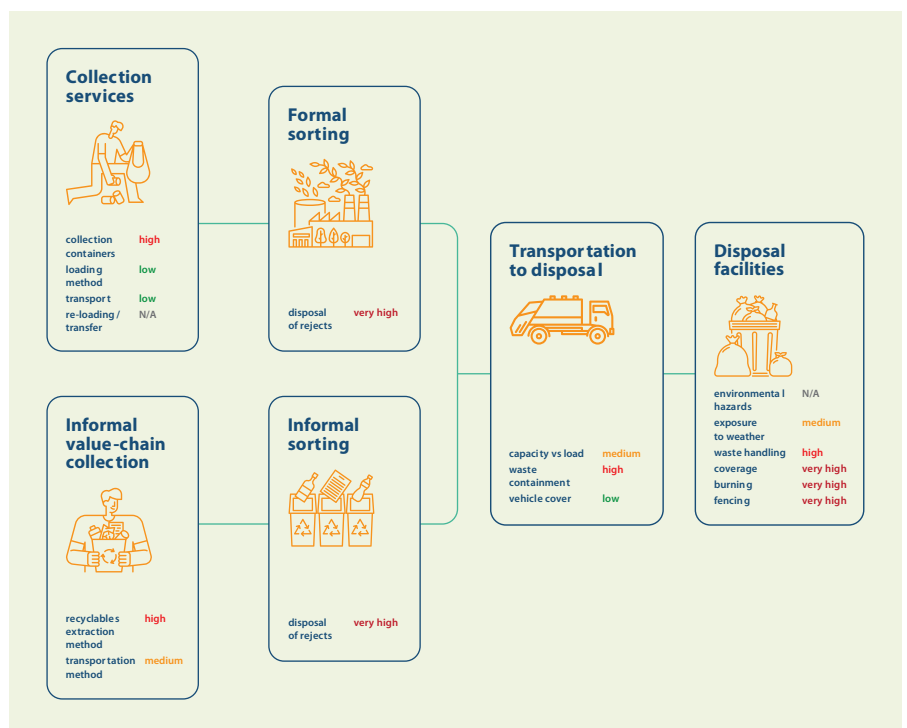 Collection
services
collection high
containers
loading low
method
transport low
re-loading / N/A
transfer
Formal
sorting
disposal very high
of rejects
Informal
value-chain
collection
recyclables high
extraction
method
transportation medium
method
Informal
sorting
disposal very high
of rejects
Transportation
to disposal
capacity vs load medium
waste high
containment
vehicle cover low
Disposal
facilities
environmental N/A
hazards
exposure medium
to weather
waste handling high
coverage very high
burning very high
fencing very high